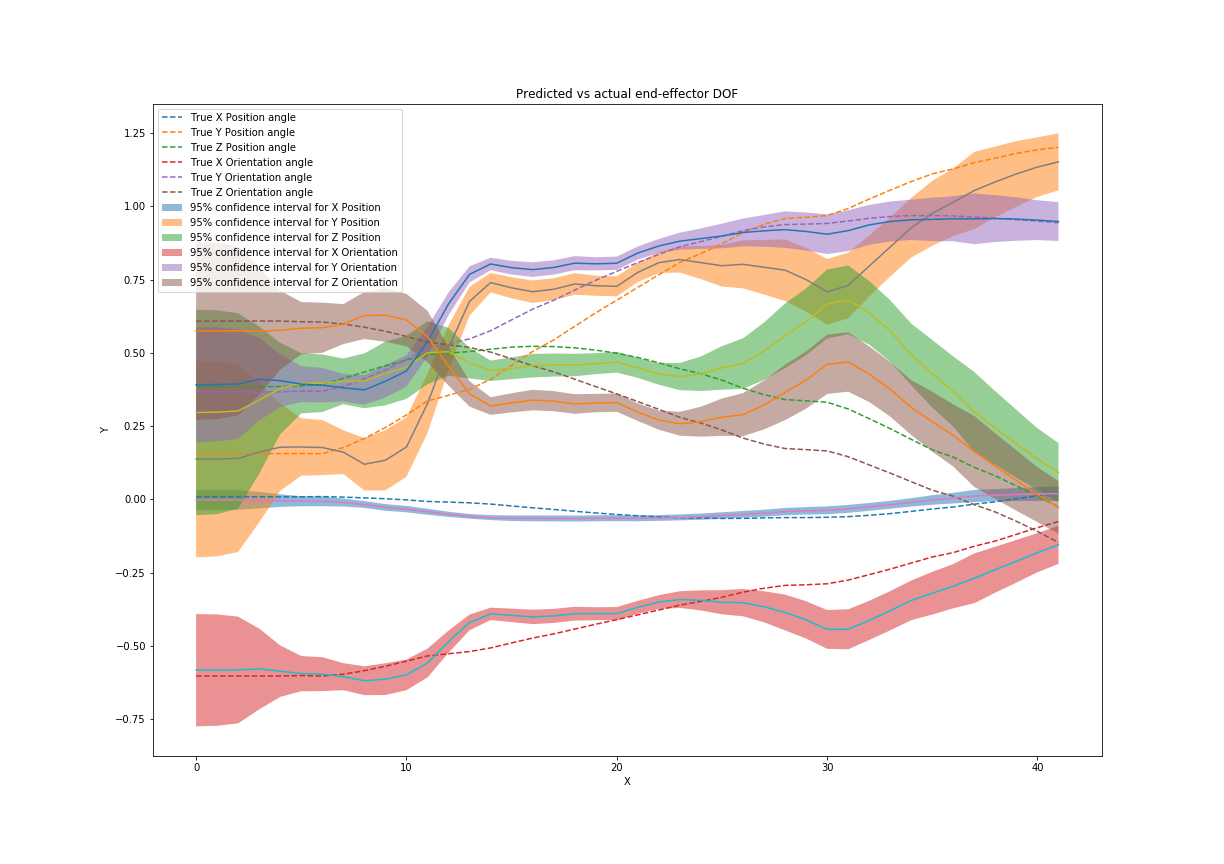 Predicted vs actual end-effector DOF
True X Position angle
True Y Position angle
True Z Position angle
True X Orientation angle
True Y Orientation angle
True Z Orientation angle
95% confidence interval for X Position
95% confidence interval for Y Position
95% confidence interval for Z Position
95% confidence interval for X Orientation
95% confidence interval for Y Orientation
95% confidence interval for Z Orientation
1.25
1.00
0.75
0.50
0.25
0.00
−0.25
−0.50
−0.75
Y
0 10 20 30 40
X